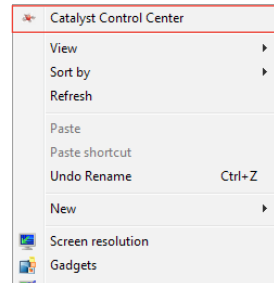 Catalyst Control Center
View
Sort by
Refresh
Paste
Paste shortcut
Undo Rename Ctrl+Z
New
Screen resolution
Gadgets